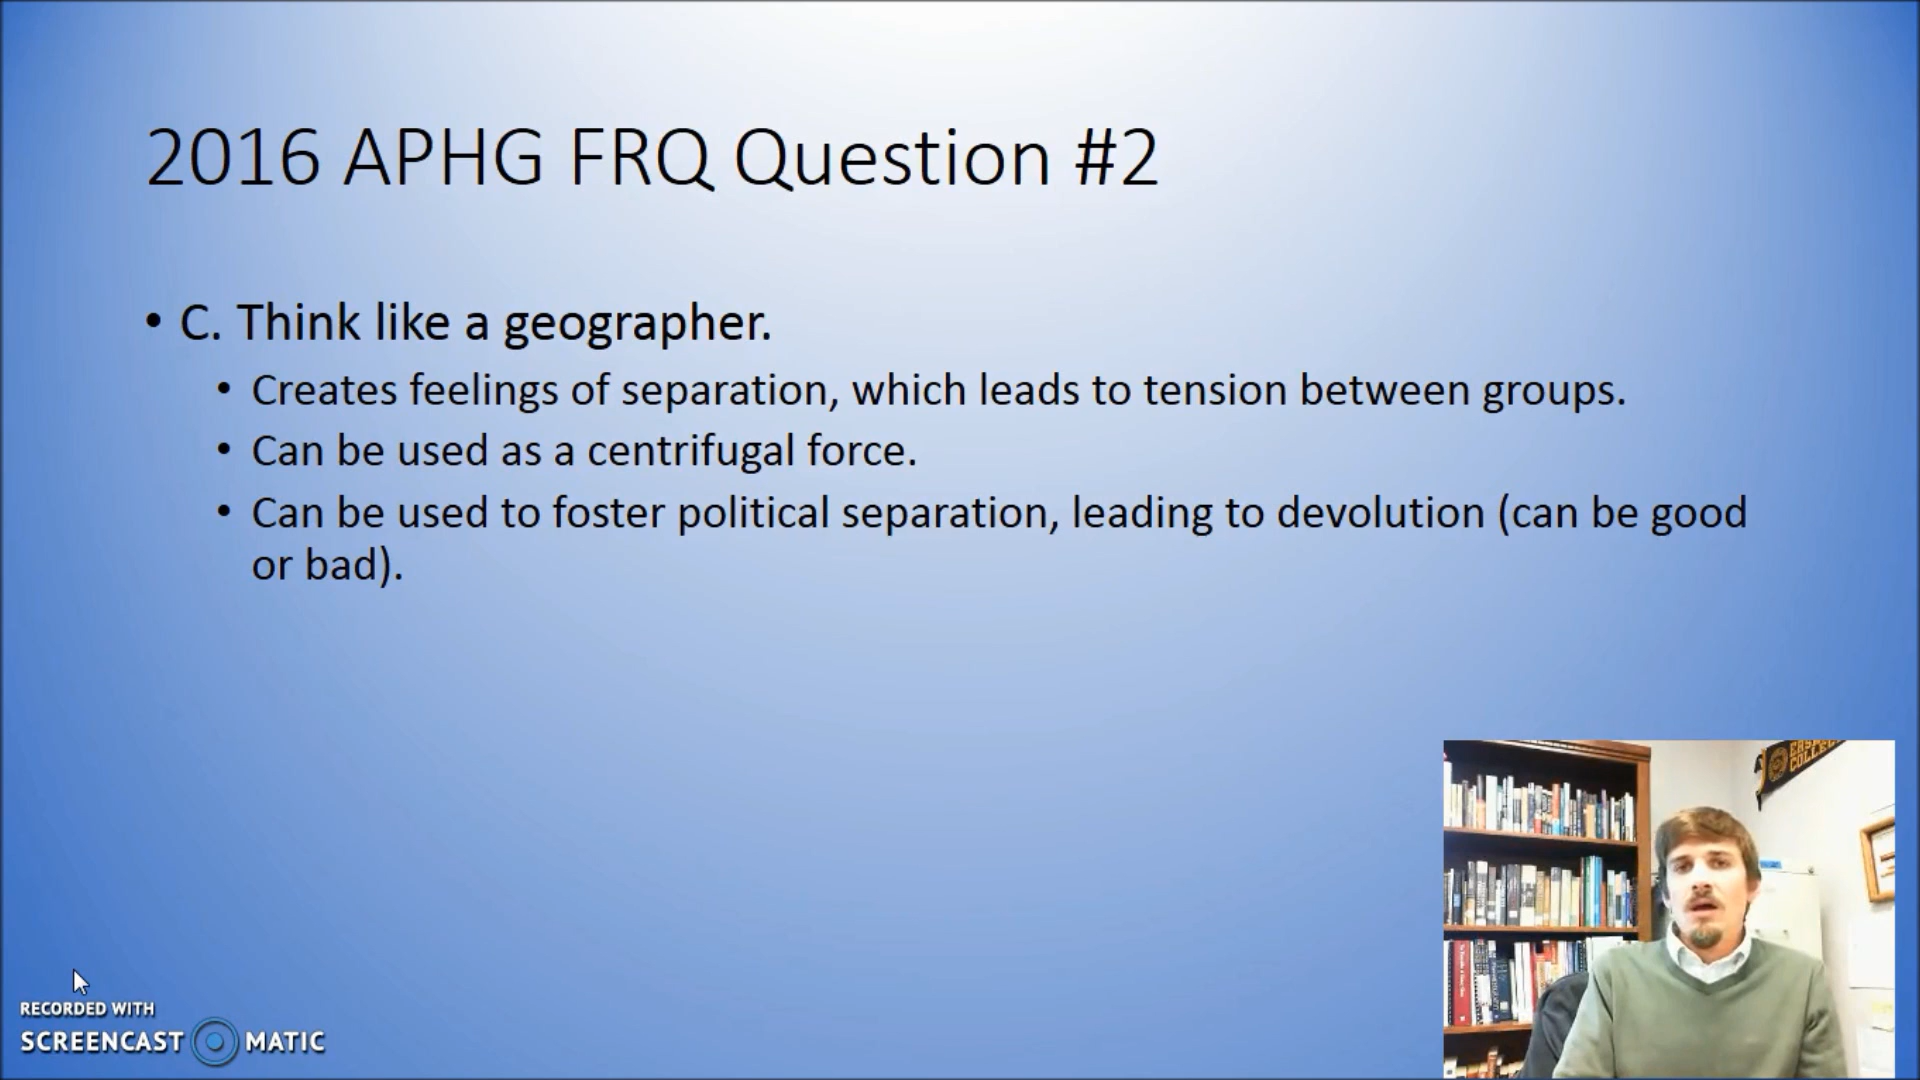 2016 APHG FRQ Question #2
• C. Think like a geographer.
• Creates feelings of separation, which leads to tension between groups.
• Can be used as a centrifugal force.
• Can be used to foster political separation, leading to devolution (can be good
or bad).
RECORDED WITH
SCREENCAST MATIC